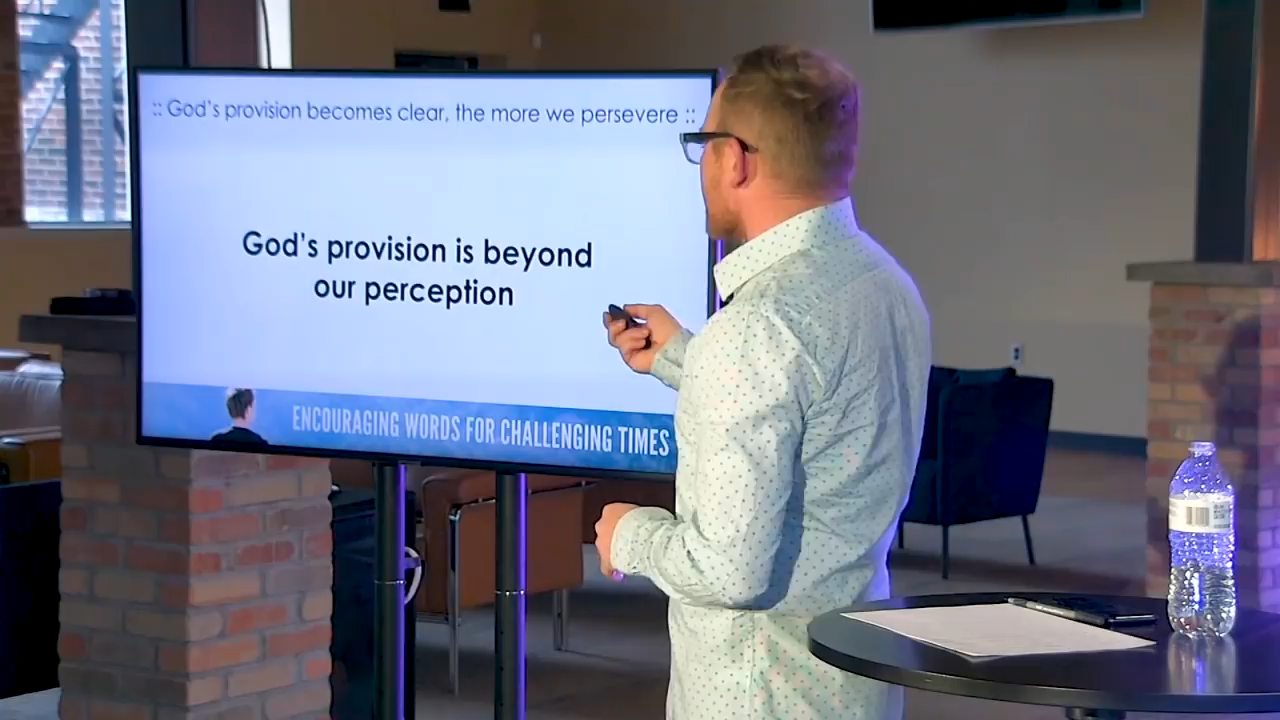 :: God's provision becomes clear, the more we persevere ::
God's provision is beyond
our perception
ENCOURAGING WORDS FOR CHALLENGING TIMES